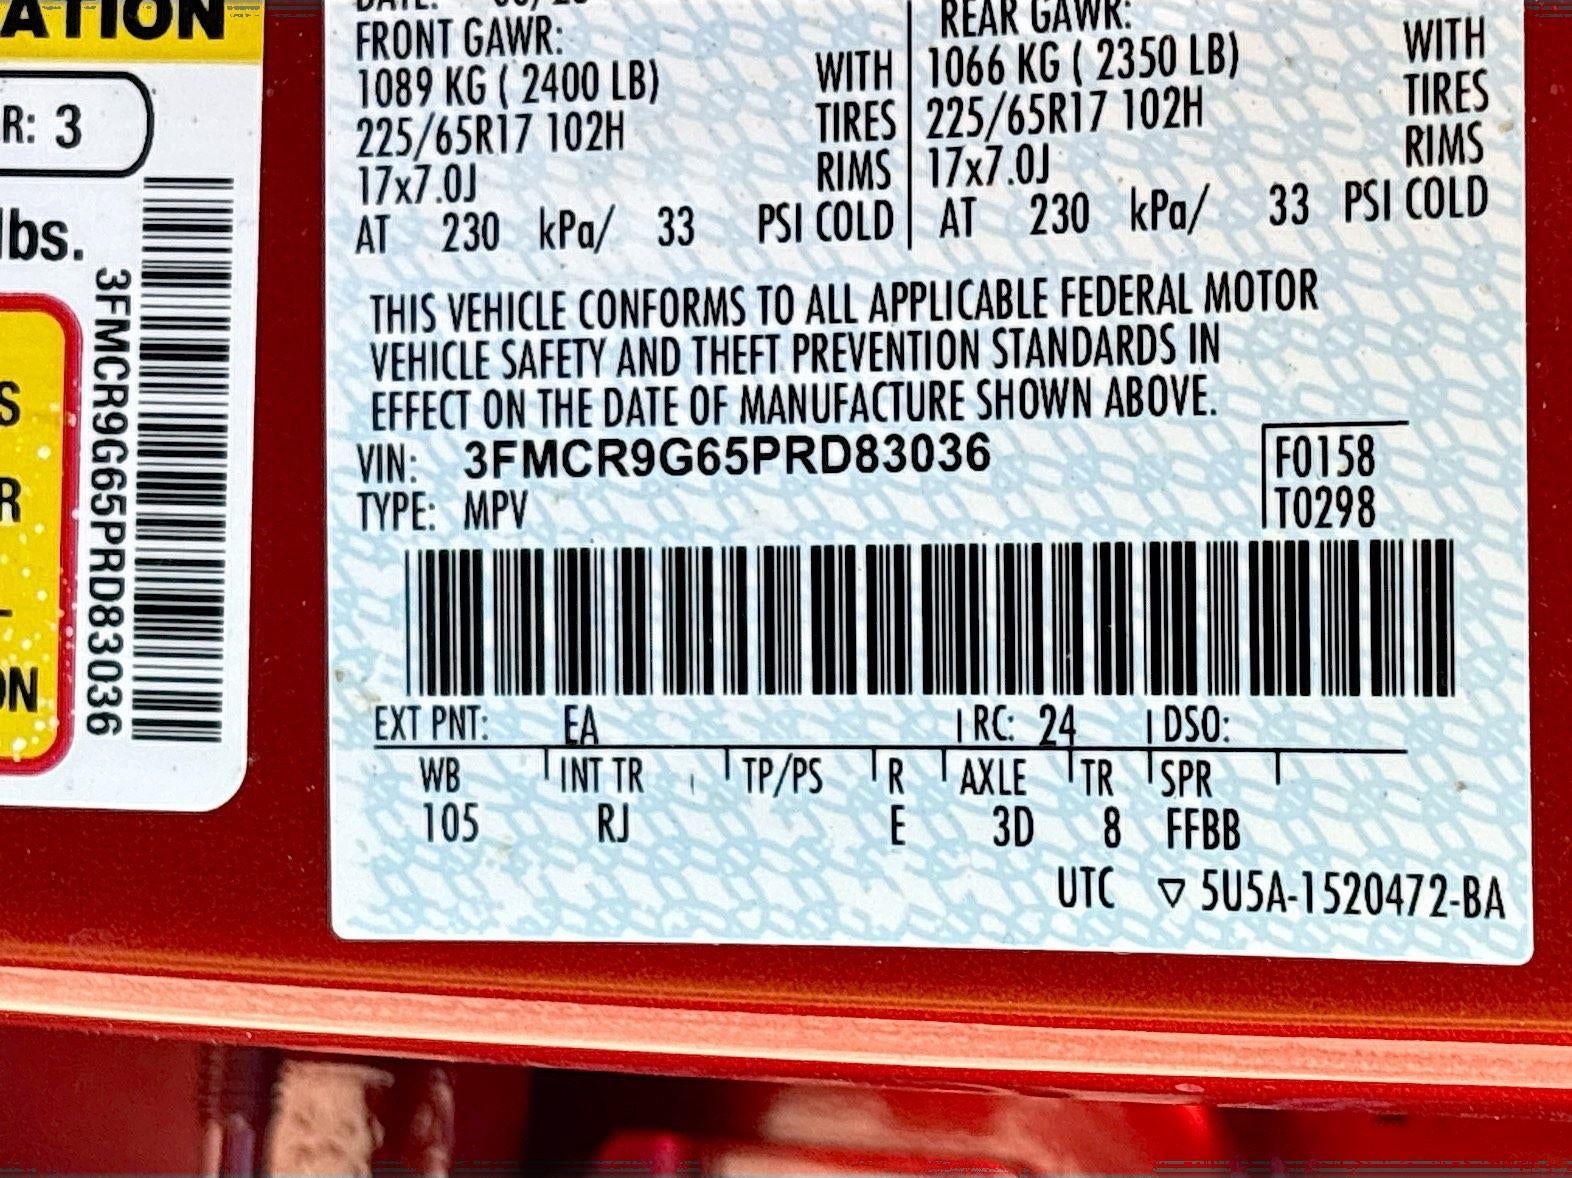 ATION
R: 3
lbs.
3FMCR9G65PRD83036
S
R
ON
FRONT GAWR:
1089 KG ( 2400 LB) WITH
225/65R17 102H TIRES
17x7.0J RIMS
AT 230 kPa/ 33 PSI COLD
REAR GAWR:
1066 KG ( 2350 LB) WITH
225/65R17 102H TIRES
17x7.0J RIMS
AT 230 kPa/ 33 PSI COLD
THIS VEHICLE CONFORMS TO ALL APPLICABLE FEDERAL MOTOR
VEHICLE SAFETY AND THEFT PREVENTION STANDARDS IN
EFFECT ON THE DATE OF MANUFACTURE SHOWN ABOVE.
VIN: 3FMCR9G65PRD83036 F0158
TYPE: MPV T0298
EXT PNT: EA RC: 24 DSO:
WB INT TR TP/PS R AXLE TR SPR
105 RJ E 3D 8 FFBB
UTC ▽ 5U5A-1520472-BA